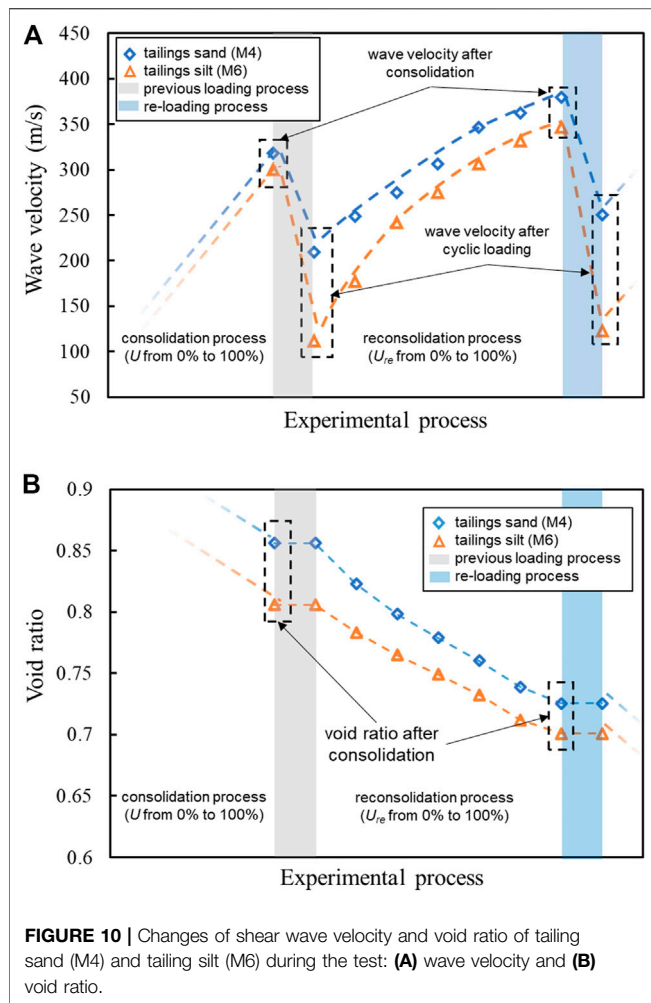 A
450
400
350
300
250
200
150
100
50
Wave velocity (m/s)
tailings sand (M4)
tailings silt (M6)
previous loading process
re-loading process
wave velocity after
consolidation
wave velocity after
cyclic loading
consolidation process
(U from 0% to 100%)
reconsolidation process
(Ure from 0% to 100%)
Experimental process
B
0.9
0.85
0.8
0.75
0.7
0.65
0.6
Void ratio
tailings sand (M4)
tailings silt (M6)
previous loading process
re-loading process
void ratio after
consolidation
consolidation process
(U from 0% to 100%)
reconsolidation process
(Ure from 0% to 100%)
Experimental process
FIGURE 10 | Changes of shear wave velocity and void ratio of tailing
sand (M4) and tailing silt (M6) during the test: (A) wave velocity and (B)
void ratio.